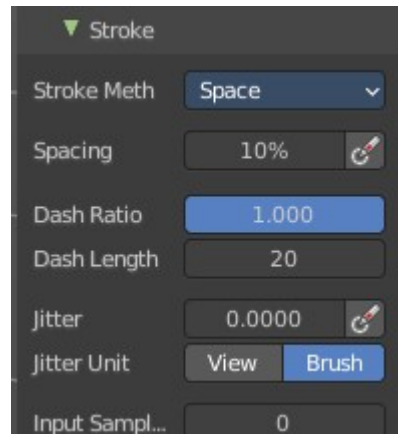 Stroke
Stroke Meth Space
Spacing 10%
Dash Ratio 1.000
Dash Length 20
Jitter 0.0000
Jitter Unit View Brush
Input Sampl... 0